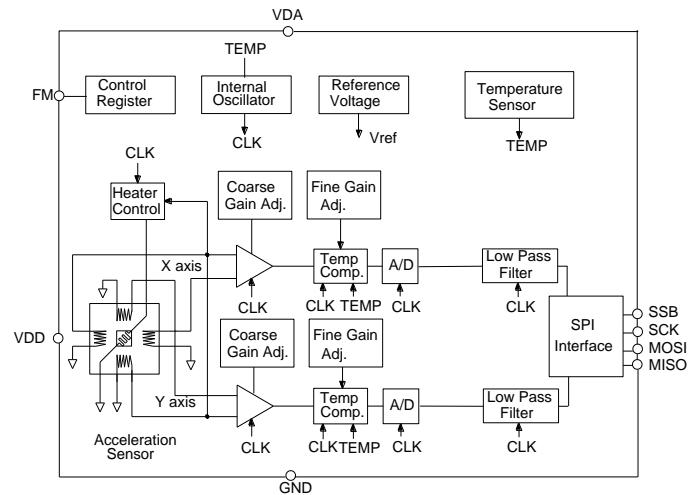 VDA
TEMP
FM
Control
Register
Internal
Oscillator
Reference
Voltage
Temperature
Sensor
CLK
Vref
TEMP
CLK
Heater
Control
Coarse
Gain Adj.
Fine Gain
Adj.
X axis
Temp
Comp.
A/D
Low Pass
Filter
CLK
CLK
TEMP
CLK
CLK
VDD
Coarse
Gain Adj.
Fine Gain
Adj.
SPI
Interface
SSB
SCK
MOSI
MISO
Y axis
Temp
Comp.
A/D
Low Pass
Filter
Acceleration
Sensor
CLK
CLK
TEMP
CLK
CLK
GND